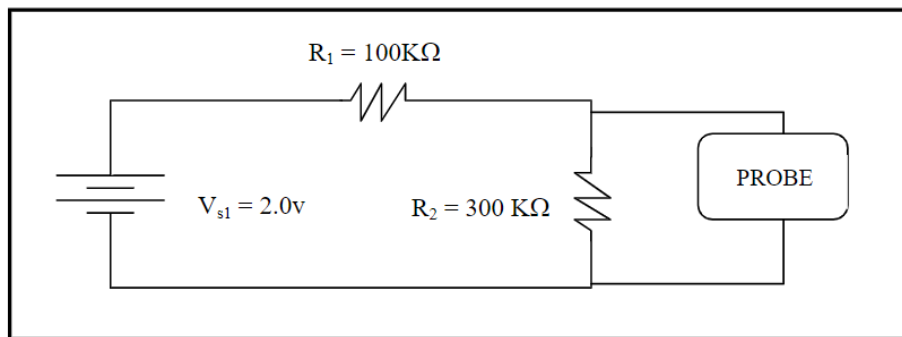 R₁ = 100KΩ
PROBE
Vₛ₁ = 2.0v
R₂ = 300 KΩ